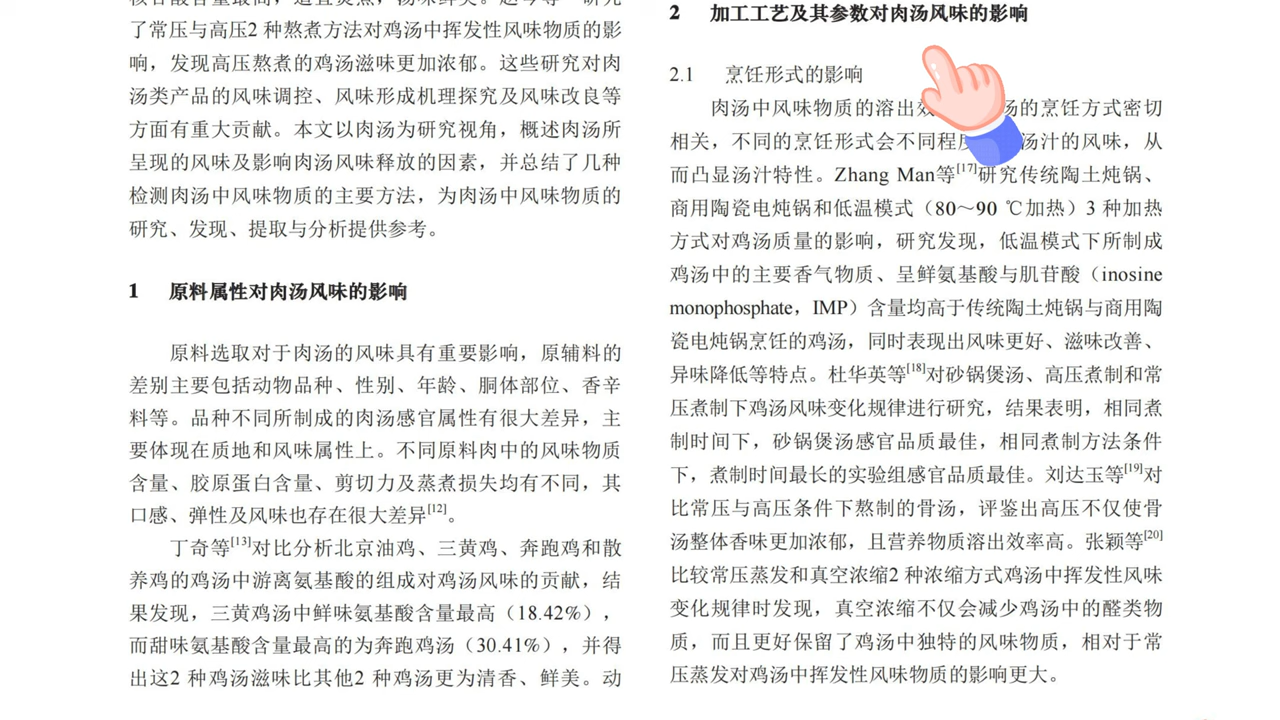 酸含量最高，
了常压与高压2 种熬煮方法对鸡汤中挥发性风味物质的影
响，发现高压熬煮的鸡汤滋味更加浓郁。这些研究对肉
汤类产品的风味调控、风味形成机理探究及风味改良等
方面有重大贡献。本文以肉汤为研究视角，概述肉汤所
呈现的风味及影响肉汤风味释放的因素，并总结了几种
检测肉汤中风味物质的主要方法，为肉汤中风味物质的
研究、发现、提取与分析提供参考。
1 原料属性对肉汤风味的影响
原料选取对于肉汤的风味具有重要影响，原辅料的
差别主要包括动物品种、性别、年龄、胴体部位、香辛
料等。品种不同所制成的肉汤感官属性有很大差异，主
要体现在质地和风味属性上。不同原料肉中的风味物质
含量、胶原蛋白含量、剪切力及蒸煮损失均有不同，其
口感、弹性及风味也存在很大差异[12]。
丁奇等[13]对比分析北京油鸡、三黄鸡、奔跑鸡和散
养鸡的鸡汤中游离氨基酸的组成对鸡汤风味的贡献，结
果发现，三黄鸡汤中鲜味氨基酸含量最高（18.42%），
而甜味氨基酸含量最高的为奔跑鸡汤（30.41%），并得
出这2 种鸡汤滋味比其他2 种鸡汤更为清香、鲜美。动
2 加工工艺及其参数对肉汤风味的影响
2.1 烹饪形式的影响
肉汤中风味物质的溶出效 汤的烹饪方式密切
相关，不同的烹饪形式会不同程度 汤汁的风味，从
而凸显汤汁特性。Zhang Man等[17]研究传统陶土炖锅、
商用陶瓷电炖锅和低温模式（80～90 ℃加热）3 种加热
方式对鸡汤质量的影响，研究发现，低温模式下所制成
鸡汤中的主要香气物质、呈鲜氨基酸与肌苷酸（inosine
monophosphate，IMP）含量均高于传统陶土炖锅与商用陶
瓷电炖锅烹饪的鸡汤，同时表现出风味更好、滋味改善、
异味降低等特点。杜华英等[18]对砂锅煲汤、高压煮制和常
压煮制下鸡汤风味变化规律进行研究，结果表明，相同煮
制时间下，砂锅煲汤感官品质最佳，相同煮制方法条件
下，煮制时间最长的实验组感官品质最佳。刘达玉等[19]对
比常压与高压条件下熬制的骨汤，评鉴出高压不仅使骨
汤整体香味更加浓郁，且营养物质溶出效率高。张颖等[20]
比较常压蒸发和真空浓缩2 种浓缩方式鸡汤中挥发性风味
变化规律时发现，真空浓缩不仅会减少鸡汤中的醛类物
质，而且更好保留了鸡汤中独特的风味物质，相对于常
压蒸发对鸡汤中挥发性风味物质的影响更大。